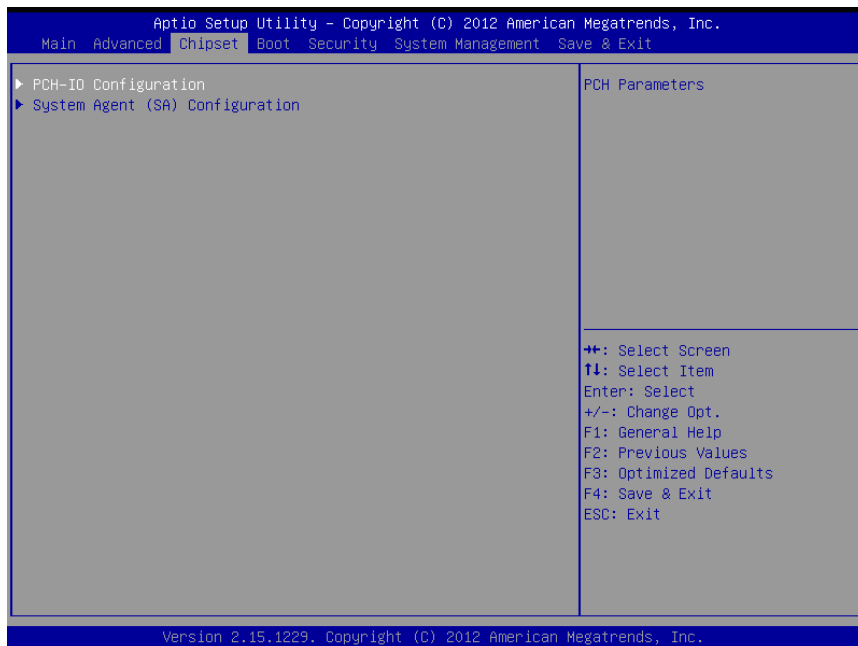 Aptio Setup Utility – Copyright (C) 2012 American Megatrends, Inc.
Main Advanced Chipset Boot Security System Management Save & Exit
▶ PCH-IO Configuration
▶ System Agent (SA) Configuration
PCH Parameters
→←: Select Screen
↑↓: Select Item
Enter: Select
+/-: Change Opt.
F1: General Help
F2: Previous Values
F3: Optimized Defaults
F4: Save & Exit
ESC: Exit
Version 2.15.1229. Copyright (C) 2012 American Megatrends, Inc.